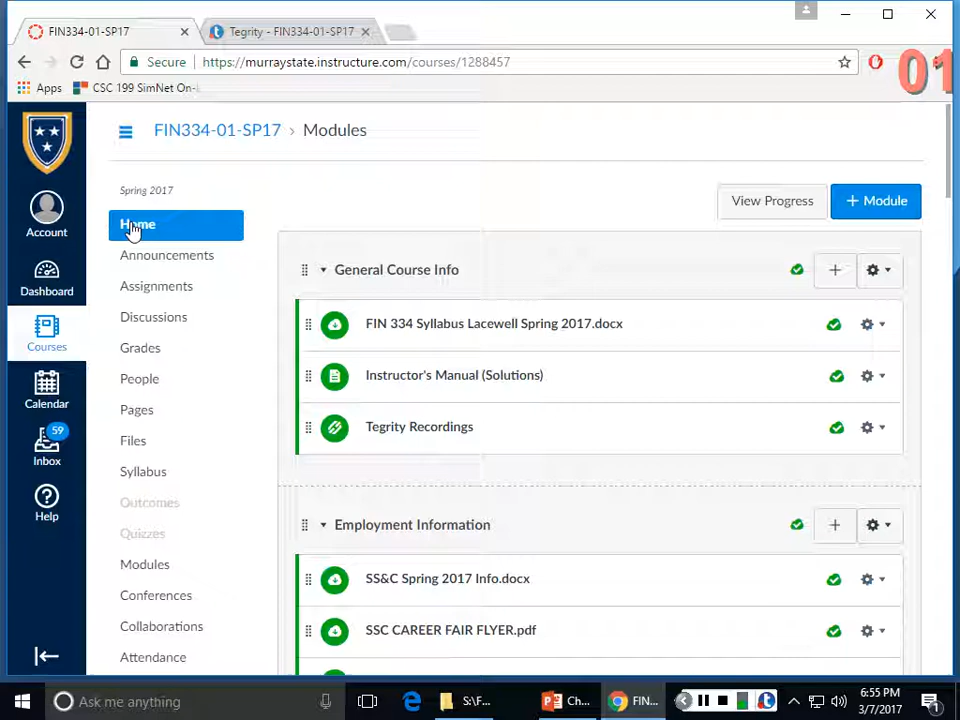 FIN334-01-SP17
Tegrity - FIN334-01-SP17
Secure
https://murraystate.instructure.com/courses/1288457
01
Apps
CSC 199 SimNet On-
FIN334-01-SP17 › Modules
Spring 2017
View Progress
+ Module
Home
Account
Announcements
General Course Info
Dashboard
Assignments
Discussions
FIN 334 Syllabus Lacewell Spring 2017.docx
Courses
Grades
People
Instructor's Manual (Solutions)
Calendar
Pages
Tegrity Recordings
59
Inbox
Files
Syllabus
Help
Outcomes
Employment Information
Quizzes
Modules
SS&C Spring 2017 Info.docx
Conferences
Collaborations
SSC CAREER FAIR FLYER.pdf
Attendance
Ask me anything
S:\F...
Ch...
FIN...
6:55 PM
3/7/2017
1